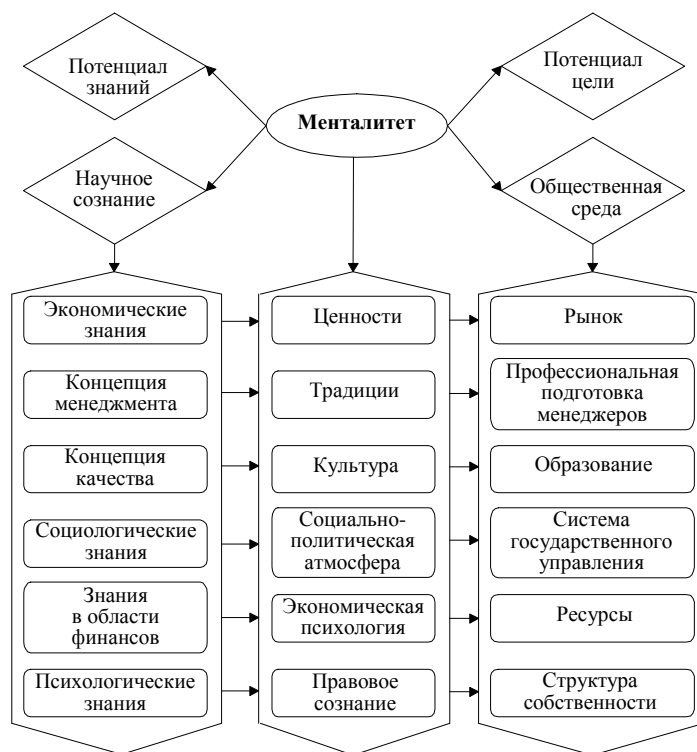 Потенциал
знаний
Потенциал
цели
Менталитет
Научное
сознание
Общественная
среда
Экономические
знания
Ценности
Рынок
Концепция
менеджмента
Традиции
Профессиональная
подготовка
менеджеров
Концепция
качества
Культура
Образование
Социологические
знания
Социально-
политическая
атмосфера
Система
государственного
управления
Знания
в области
финансов
Экономическая
психология
Ресурсы
Психологические
знания
Правовое
сознание
Структура
собственности